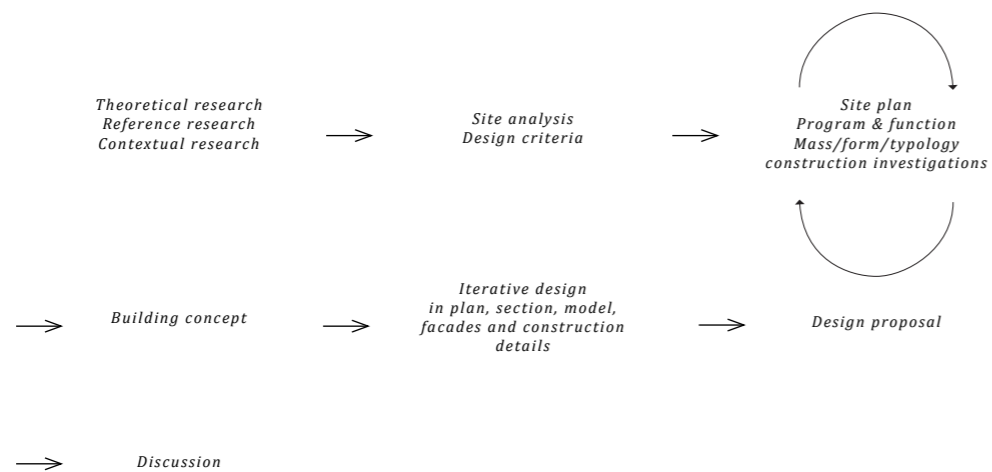 Theoretical research
Reference research
Contextual research
Site analysis
Design criteria
Site plan
Program & function
Mass/form/typology
construction investigations
Building concept
Iterative design
in plan, section, model,
facades and construction
details
Design proposal
Discussion